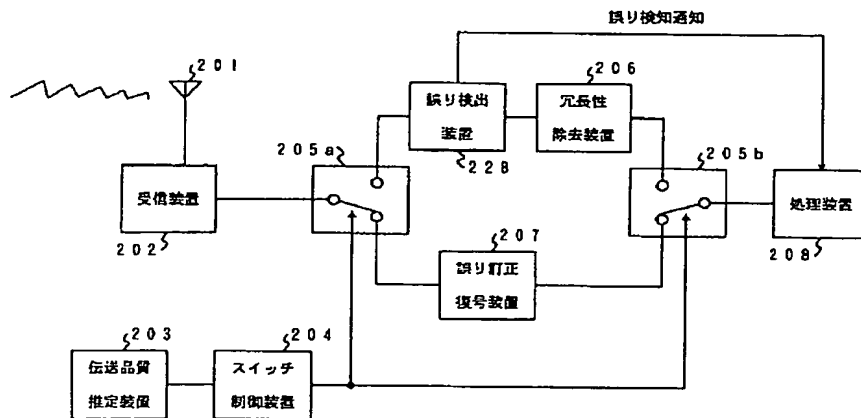 誤り検知通知
201
206
誤り検出
装置
冗長性
除去装置
205a
228
205b
受信装置
処理装置
202
207
208
誤り訂正
復号装置
203
204
伝送品質
推定装置
スイッチ
制御装置